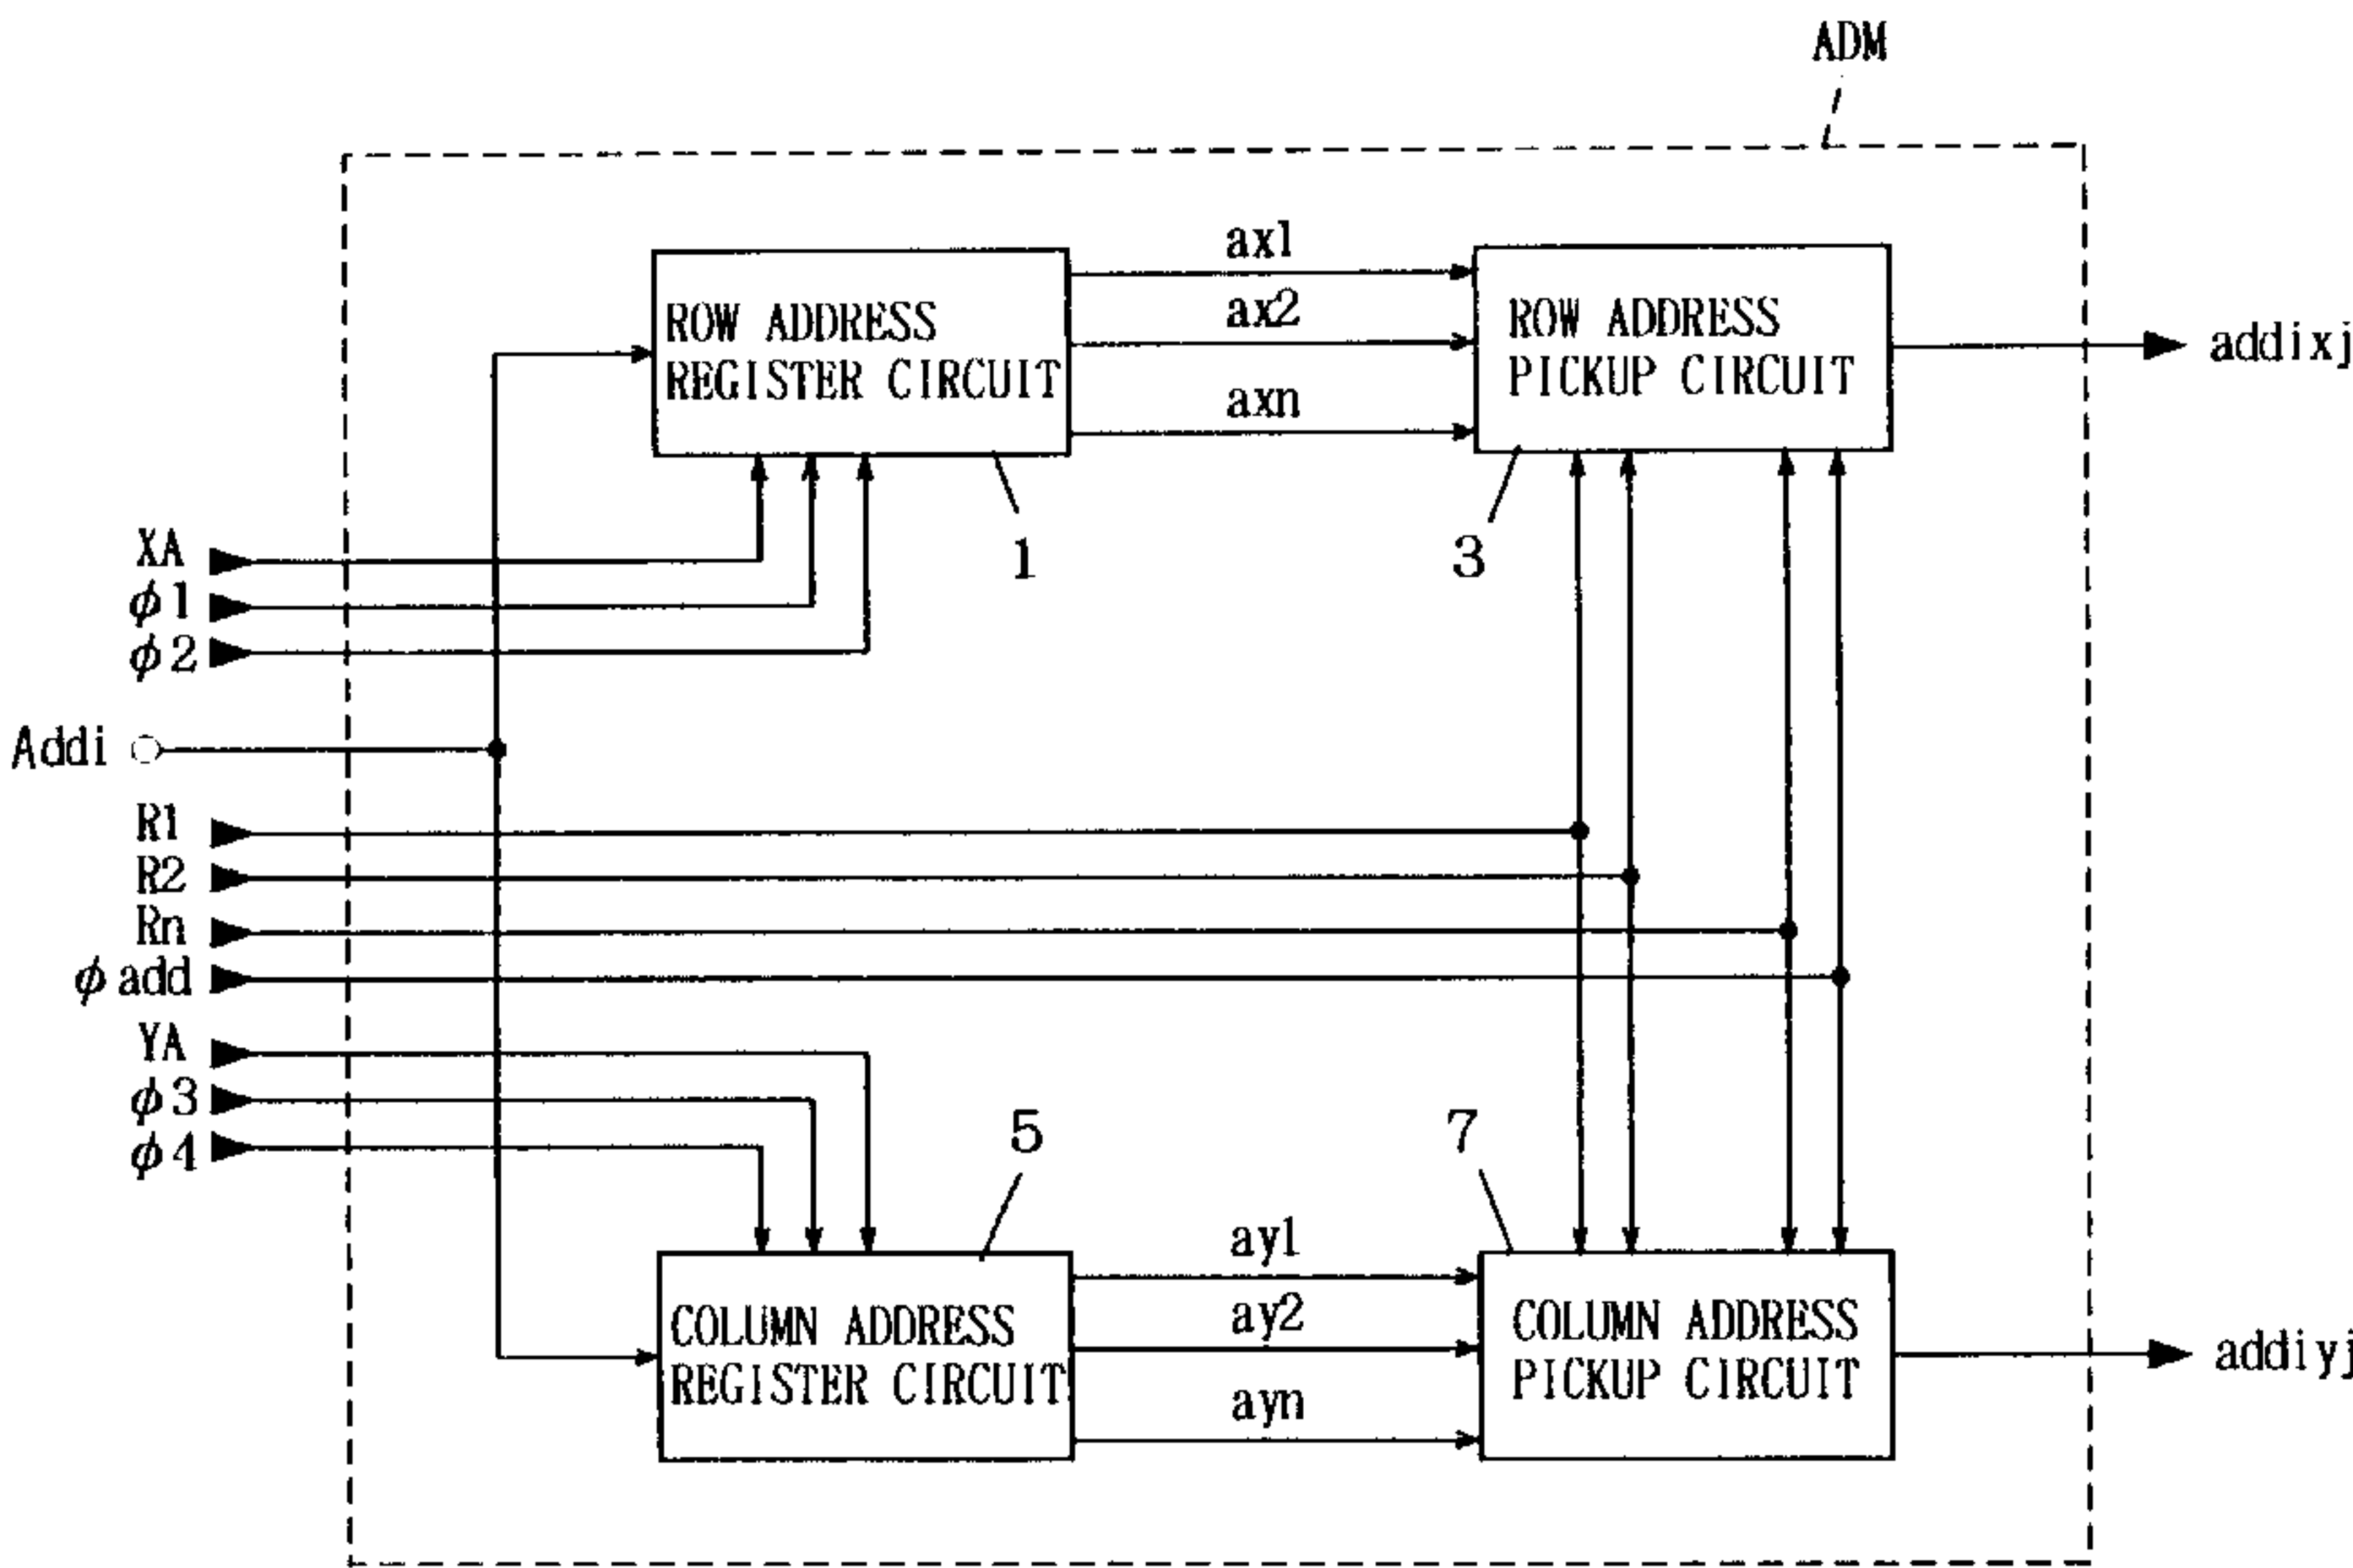 ADM
ax1
ROW ADDRESS
REGISTER CIRCUIT
ax2
axn
ROW ADDRESS
PICKUP CIRCUIT
addixj
1
3
XA
φ1
φ2
Addi
R1
R2
Rn
φadd
YA
φ3
φ4
5
7
COLUMN ADDRESS
REGISTER CIRCUIT
ay1
ay2
ayn
COLUMN ADDRESS
PICKUP CIRCUIT
addiyj